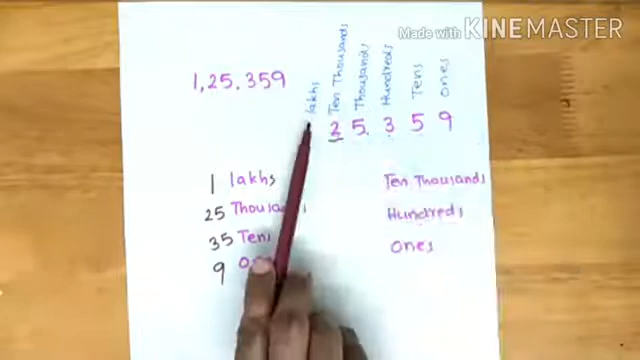 Made with KINEMASTER
1,25,359
lakhs Ten Thousands Thousands Hundreds Tens Ones
2 5 3 5 9
1 lakhs
25 Thousands
35 Tens
9
Ten Thousands
Hundreds
Ones